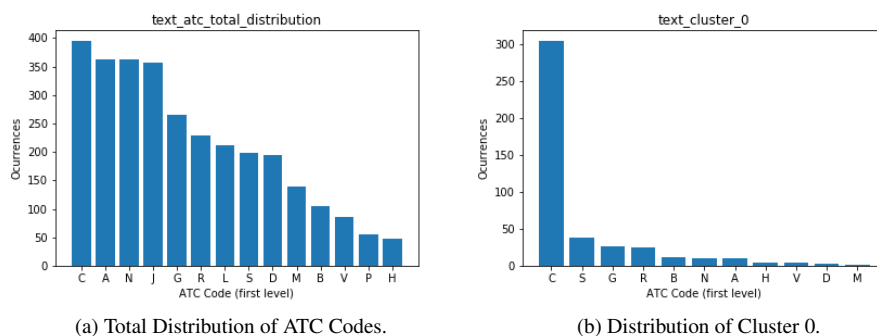 text_atc_total_distribution
400
350
300
250
200
150
100
50
0
Ocurrences
C A N J G R L S D M B V P H
ATC Code (first level)
(a) Total Distribution of ATC Codes.
text_cluster_0
300
250
200
150
100
50
0
Ocurrences
C S G R B N A H V D M
ATC Code (first level)
(b) Distribution of Cluster 0.